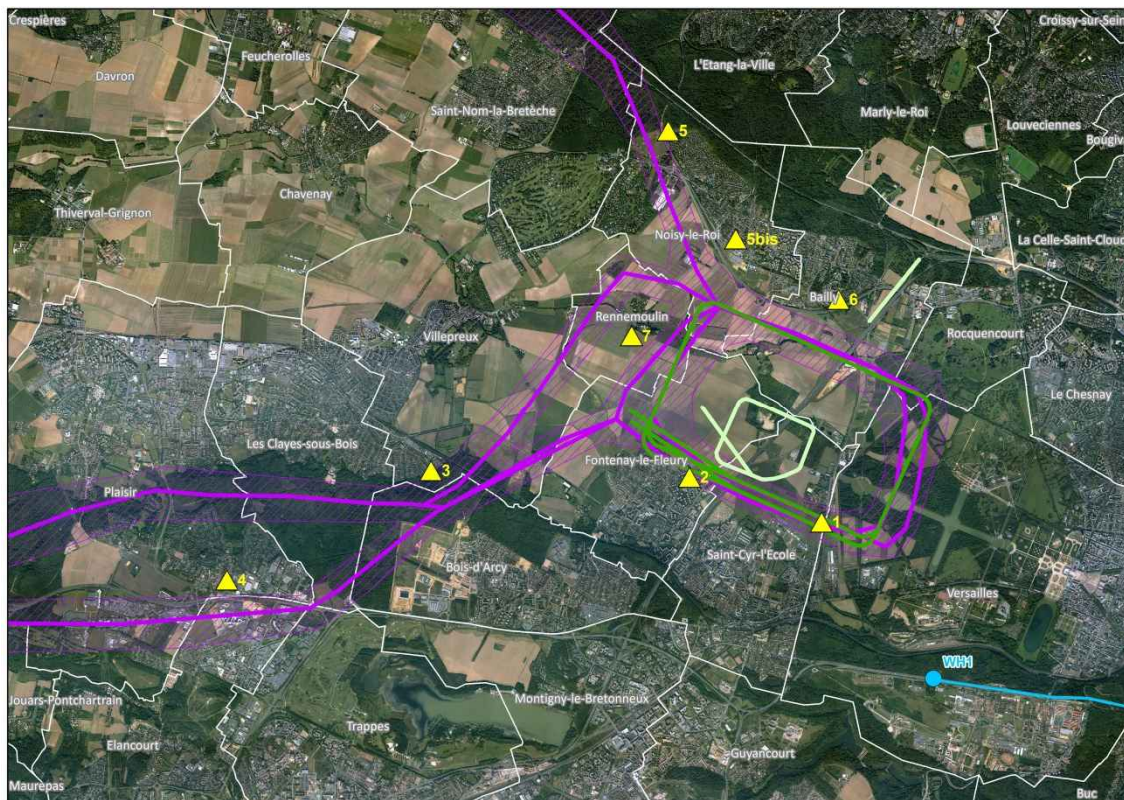 Crespières
Croissy-sur-Sein
Feucherolles
L'Etang-la-Ville
Davron
Saint-Nom-la-Bretèche
Marly-le-Roi
Louveciennes
5
Bougiv
Chavenay
Thiverval-Grignon
Noisy-le-Roi
5bis
La Celle-Saint-Cloud
Bailly
6
Rennemoulin
Rocquencourt
Villepreux
7
Le Chesnay
Les Clayes-sous-Bois
Fontenay-le-Fleury
3
2
Plaisir
1
Saint-Cyr-l'Ecole
Bois-d'Arcy
4
Versailles
WH1
Jouars-Pontchartrain
Montigny-le-Bretonneux
Trappes
Elancourt
Guyancourt
Maurepas
Buc